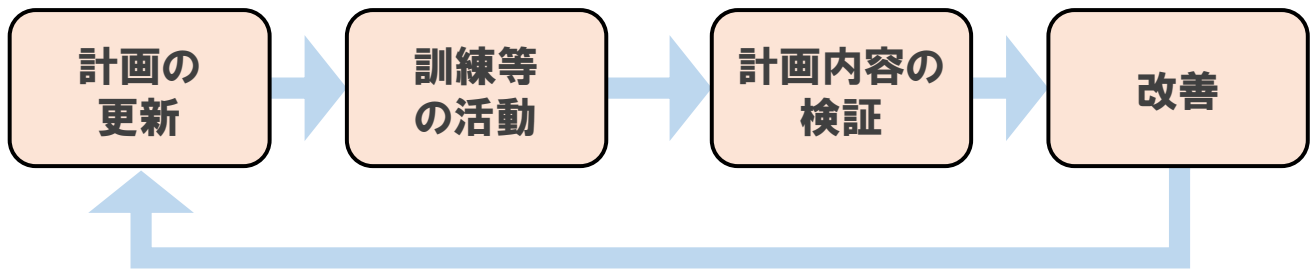 計画の
更新
訓練等
の活動
計画内容の
検証
改善